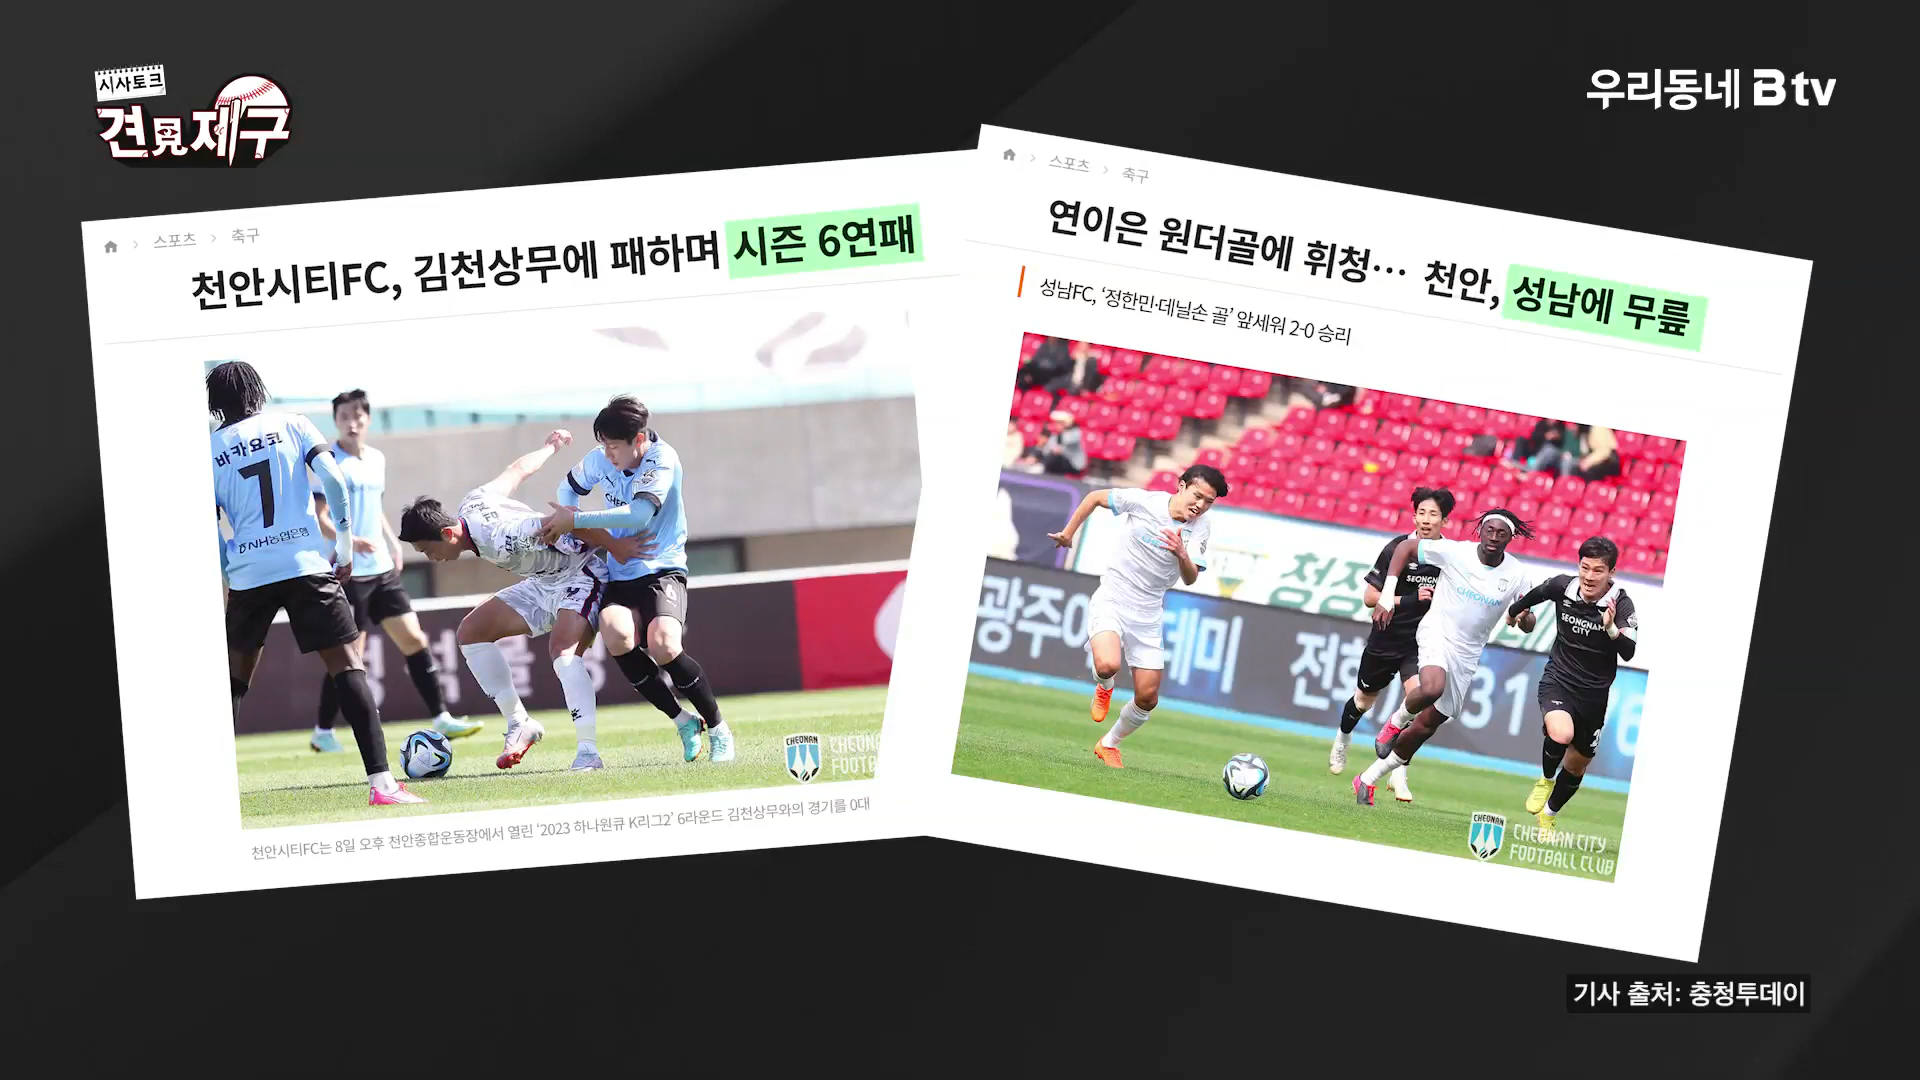 시사토크
견見제구
우리동네 B tv
스포츠 > 축구
천안시티FC, 김천상무에 패하며 시즌 6연패
바카요코
7
NH농협은행
6
CHEONAN
천안시티FC는 8일 오후 천안종합운동장에서 열린 ‘2023 하나원큐 K리그2’ 6라운드 김천상무와의 경기를 0대
스포츠 > 축구
연이은 원더골에 휘청… 천안, 성남에 무릎
성남FC, ‘정한민·데닐손 골’ 앞세워 2-0 승리
CHEONAN
SEONGNAM CITY
CHEONAN
CHEONAN CITY
FOOTBALL CLUB
기사 출처: 충청투데이